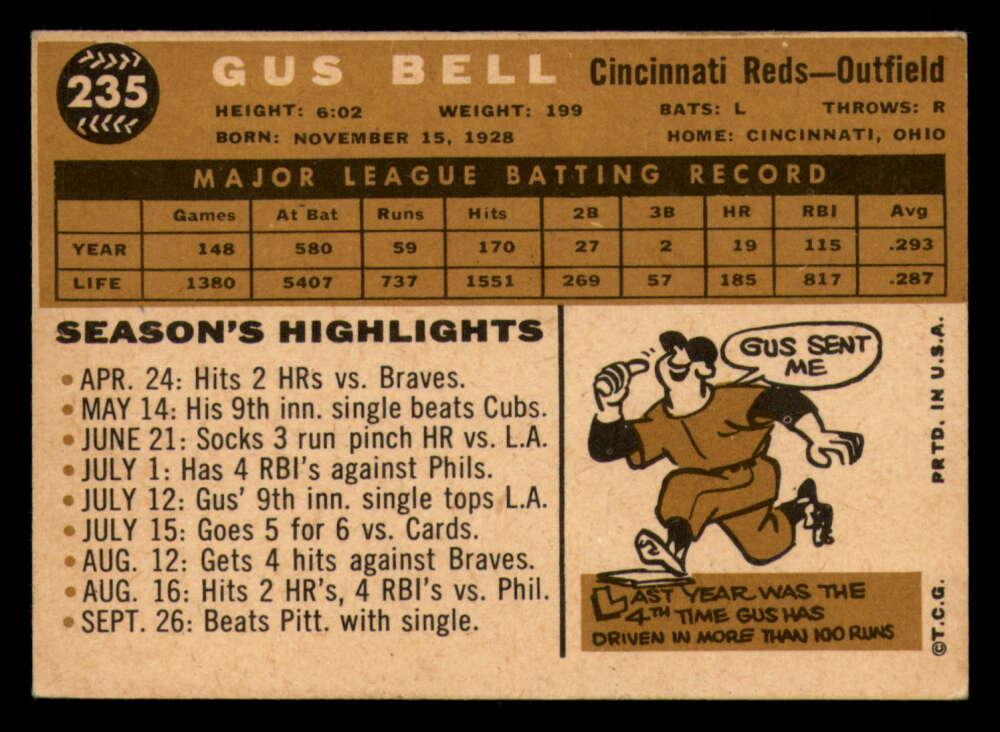 235
GUS BELL Cincinnati Reds—Outfield
HEIGHT: 6:02 WEIGHT: 199 BATS: L THROWS: R
BORN: NOVEMBER 15, 1928 HOME: CINCINNATI, OHIO
MAJOR LEAGUE BATTING RECORD
Games At Bat Runs Hits 2B 3B HR RBI Avg
YEAR 148 580 59 170 27 2 19 115 .293
LIFE 1380 5407 737 1551 269 57 185 817 .287
SEASON'S HIGHLIGHTS
• APR. 24: Hits 2 HRs vs. Braves.
• MAY 14: His 9th inn. single beats Cubs.
• JUNE 21: Socks 3 run pinch HR vs. L.A.
• JULY 1: Has 4 RBI's against Phils.
• JULY 12: Gus' 9th inn. single tops L.A.
• JULY 15: Goes 5 for 6 vs. Cards.
• AUG. 12: Gets 4 hits against Braves.
• AUG. 16: Hits 2 HR's, 4 RBI's vs. Phil.
• SEPT. 26: Beats Pitt. with single.
GUS SENT
ME
LAST YEAR WAS THE
4TH TIME GUS HAS
DRIVEN IN MORE THAN 100 RUNS
PRTD. IN U.S.A.
©T.C.G.